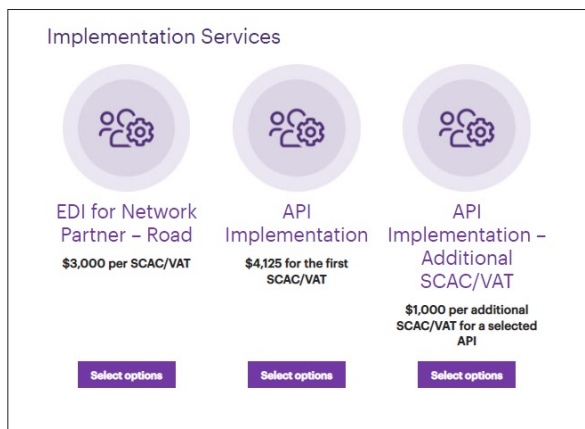 Implementation Services
EDI for Network
Partner – Road
$3,000 per SCAC/VAT
Select options
API
Implementation
$4,125 for the first
SCAC/VAT
Select options
API
Implementation –
Additional
SCAC/VAT
$1,000 per additional
SCAC/VAT for a selected
API
Select options